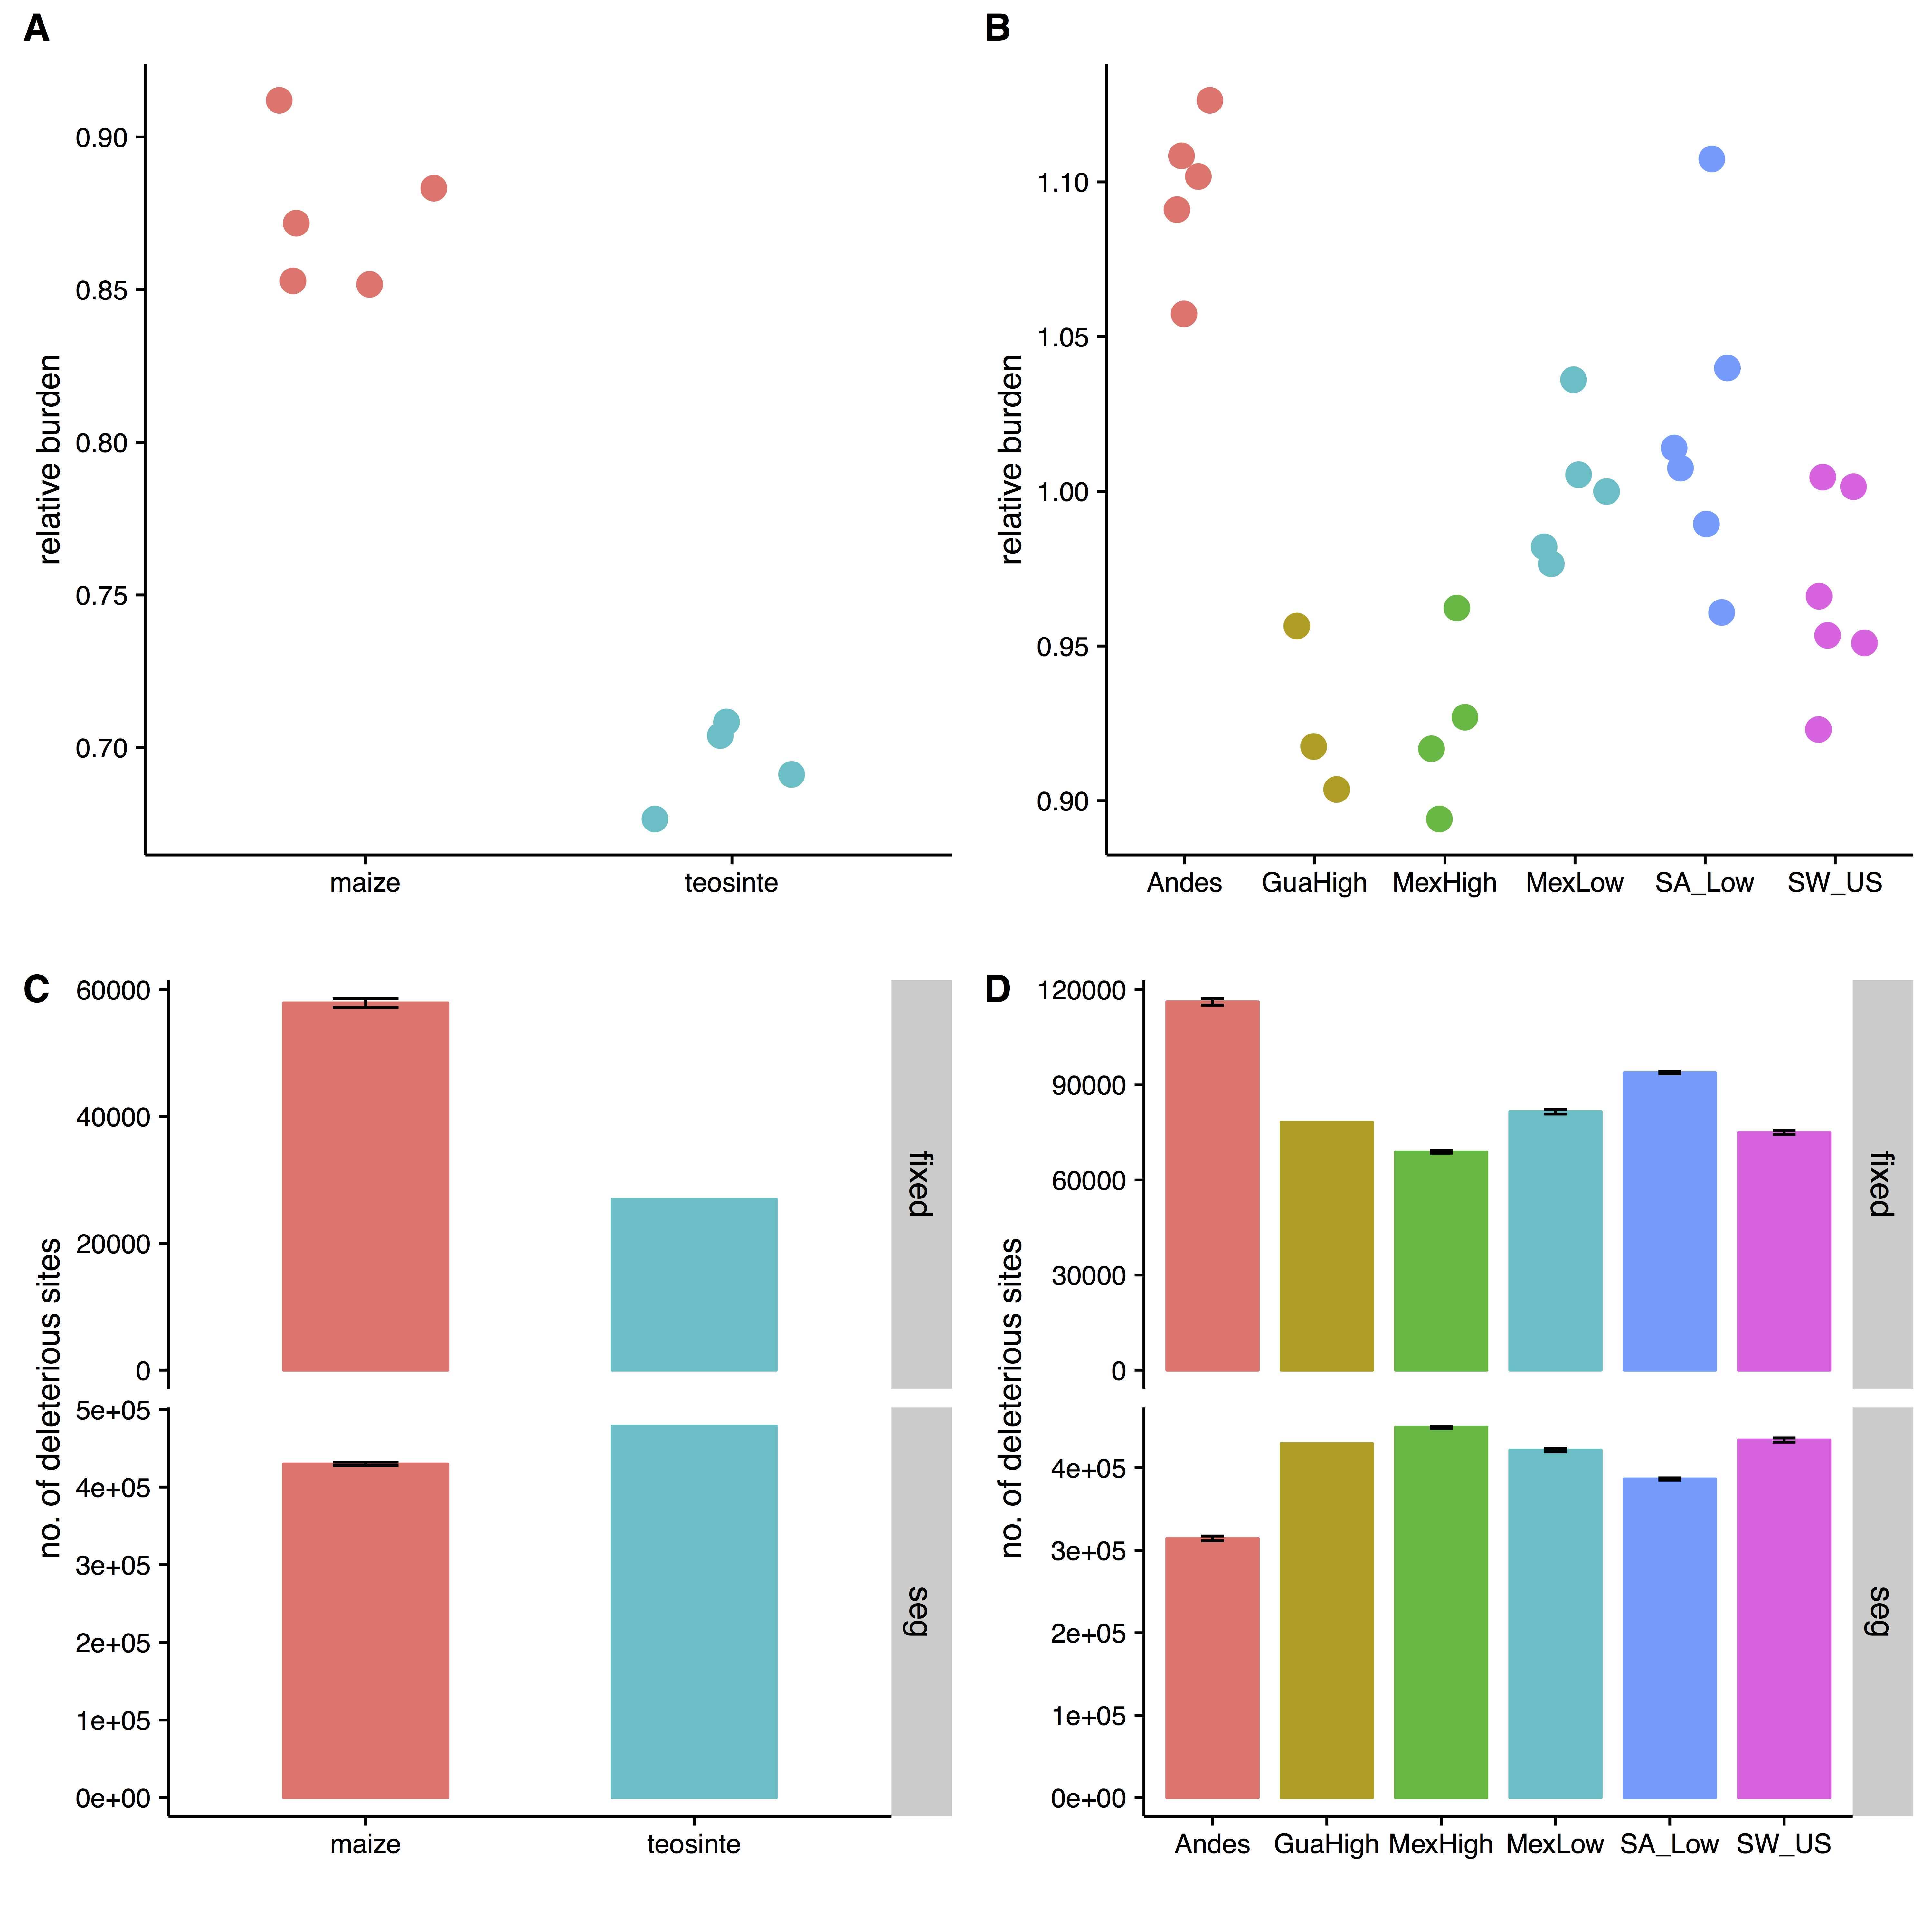 A
relative burden
0.90
0.85
0.80
0.75
0.70
maize teosinte
B
relative burden
1.10
1.05
1.00
0.95
0.90
Andes GuaHigh MexHigh MexLow SA_Low SW_US
C
no. of deleterious sites
60000
40000
20000
0
fixed
5e+05
4e+05
3e+05
2e+05
1e+05
0e+00
seg
maize teosinte
D
no. of deleterious sites
120000
90000
60000
30000
0
fixed
4e+05
3e+05
2e+05
1e+05
0e+00
seg
Andes GuaHigh MexHigh MexLow SA_Low SW_US